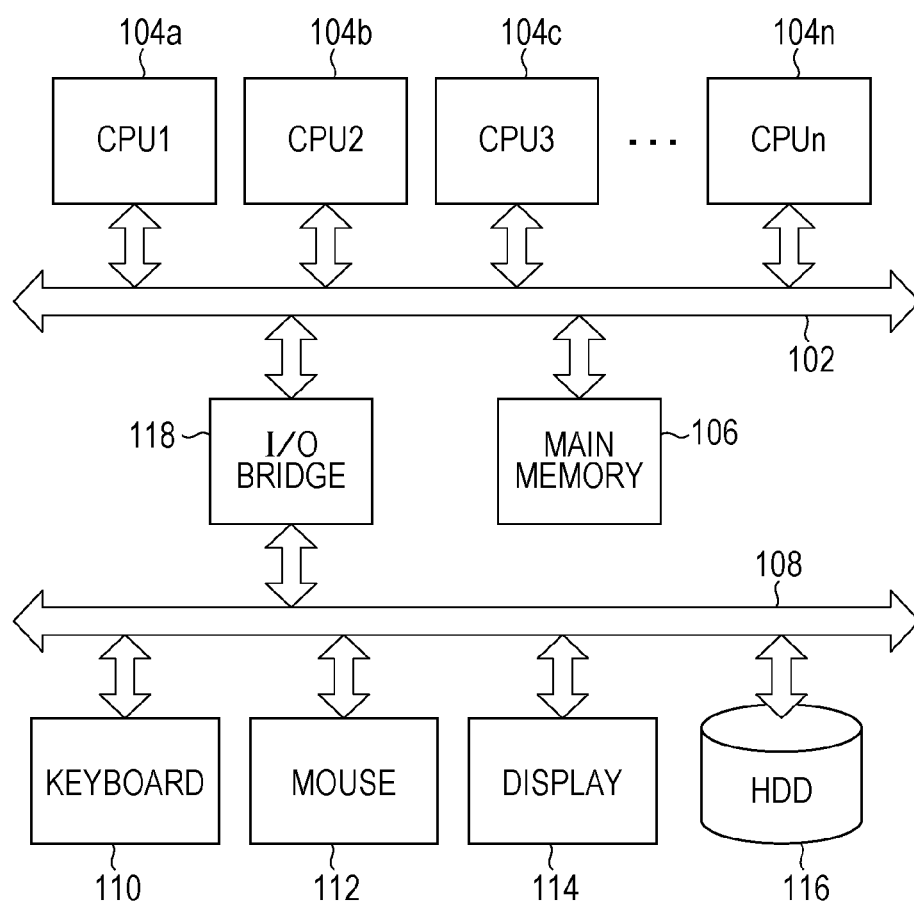 104a 104b 104c 104n
CPU1 CPU2 CPU3 ... CPUn
102
118 I/O BRIDGE
MAIN MEMORY 106
108
KEYBOARD MOUSE DISPLAY HDD
110 112 114 116